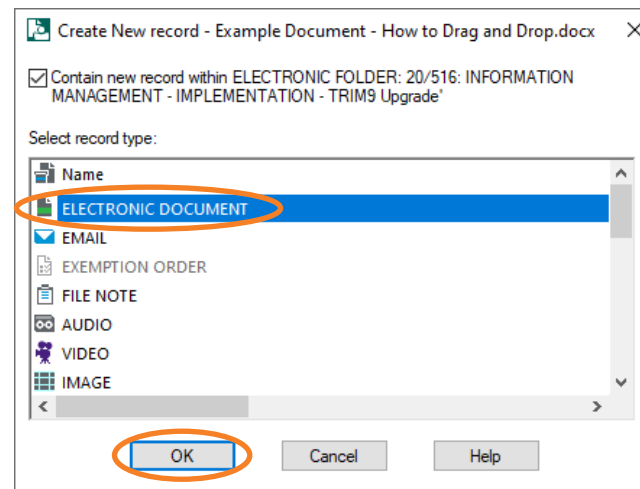 Create New record - Example Document - How to Drag and Drop.docx
Contain new record within ELECTRONIC FOLDER: 20/516: INFORMATION
MANAGEMENT - IMPLEMENTATION - TRIM9 Upgrade'
Select record type:
Name
ELECTRONIC DOCUMENT
EMAIL
EXEMPTION ORDER
FILE NOTE
AUDIO
VIDEO
IMAGE
OK Cancel Help